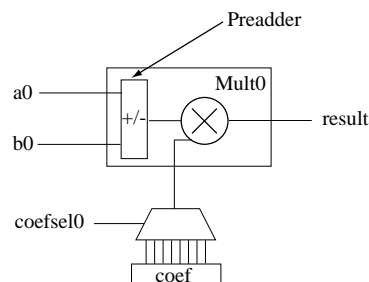 Preadder
Mult0
a0
+/-
result
b0
coefsel0
coef